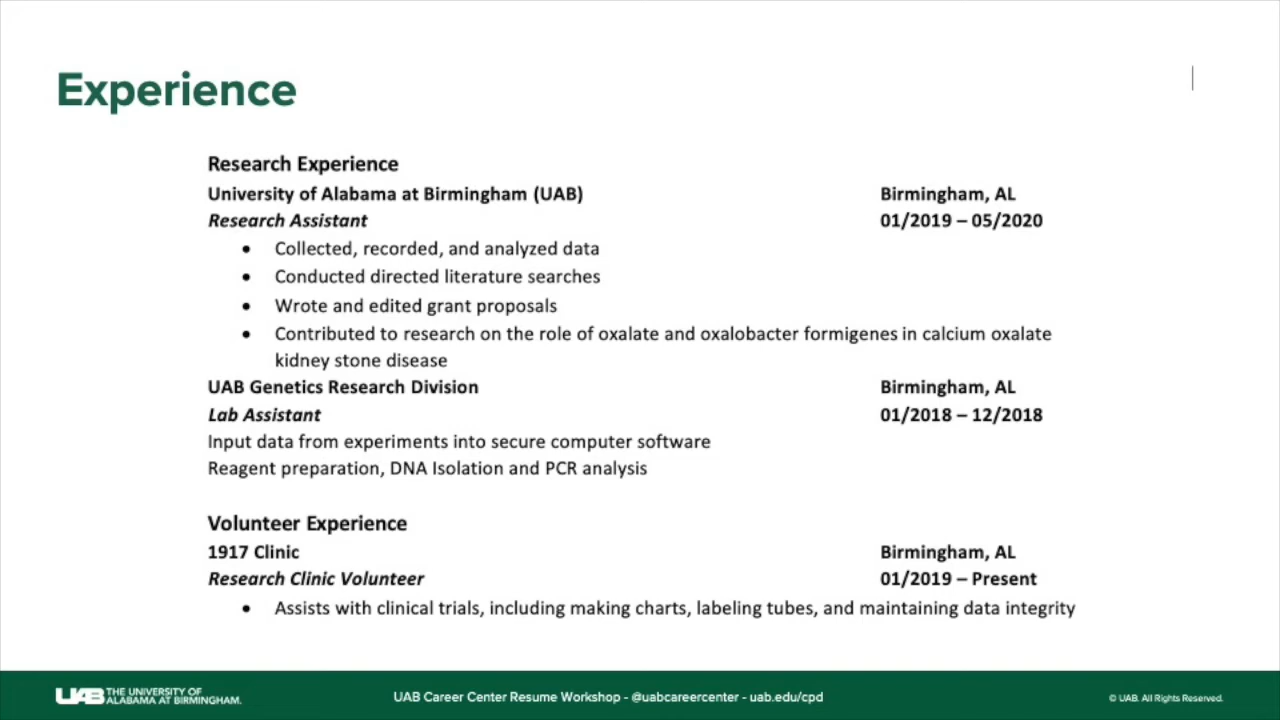 Experience
Research Experience
University of Alabama at Birmingham (UAB) Birmingham, AL
Research Assistant 01/2019 – 05/2020
• Collected, recorded, and analyzed data
• Conducted directed literature searches
• Wrote and edited grant proposals
• Contributed to research on the role of oxalate and oxalobacter formigenes in calcium oxalate
kidney stone disease
UAB Genetics Research Division Birmingham, AL
Lab Assistant 01/2018 – 12/2018
Input data from experiments into secure computer software
Reagent preparation, DNA Isolation and PCR analysis
Volunteer Experience
1917 Clinic Birmingham, AL
Research Clinic Volunteer 01/2019 – Present
• Assists with clinical trials, including making charts, labeling tubes, and maintaining data integrity
UAB THE UNIVERSITY OF
ALABAMA AT BIRMINGHAM.
UAB Career Center Resume Workshop - @uabcareercenter - uab.edu/cpd
© UAB. All Rights Reserved.